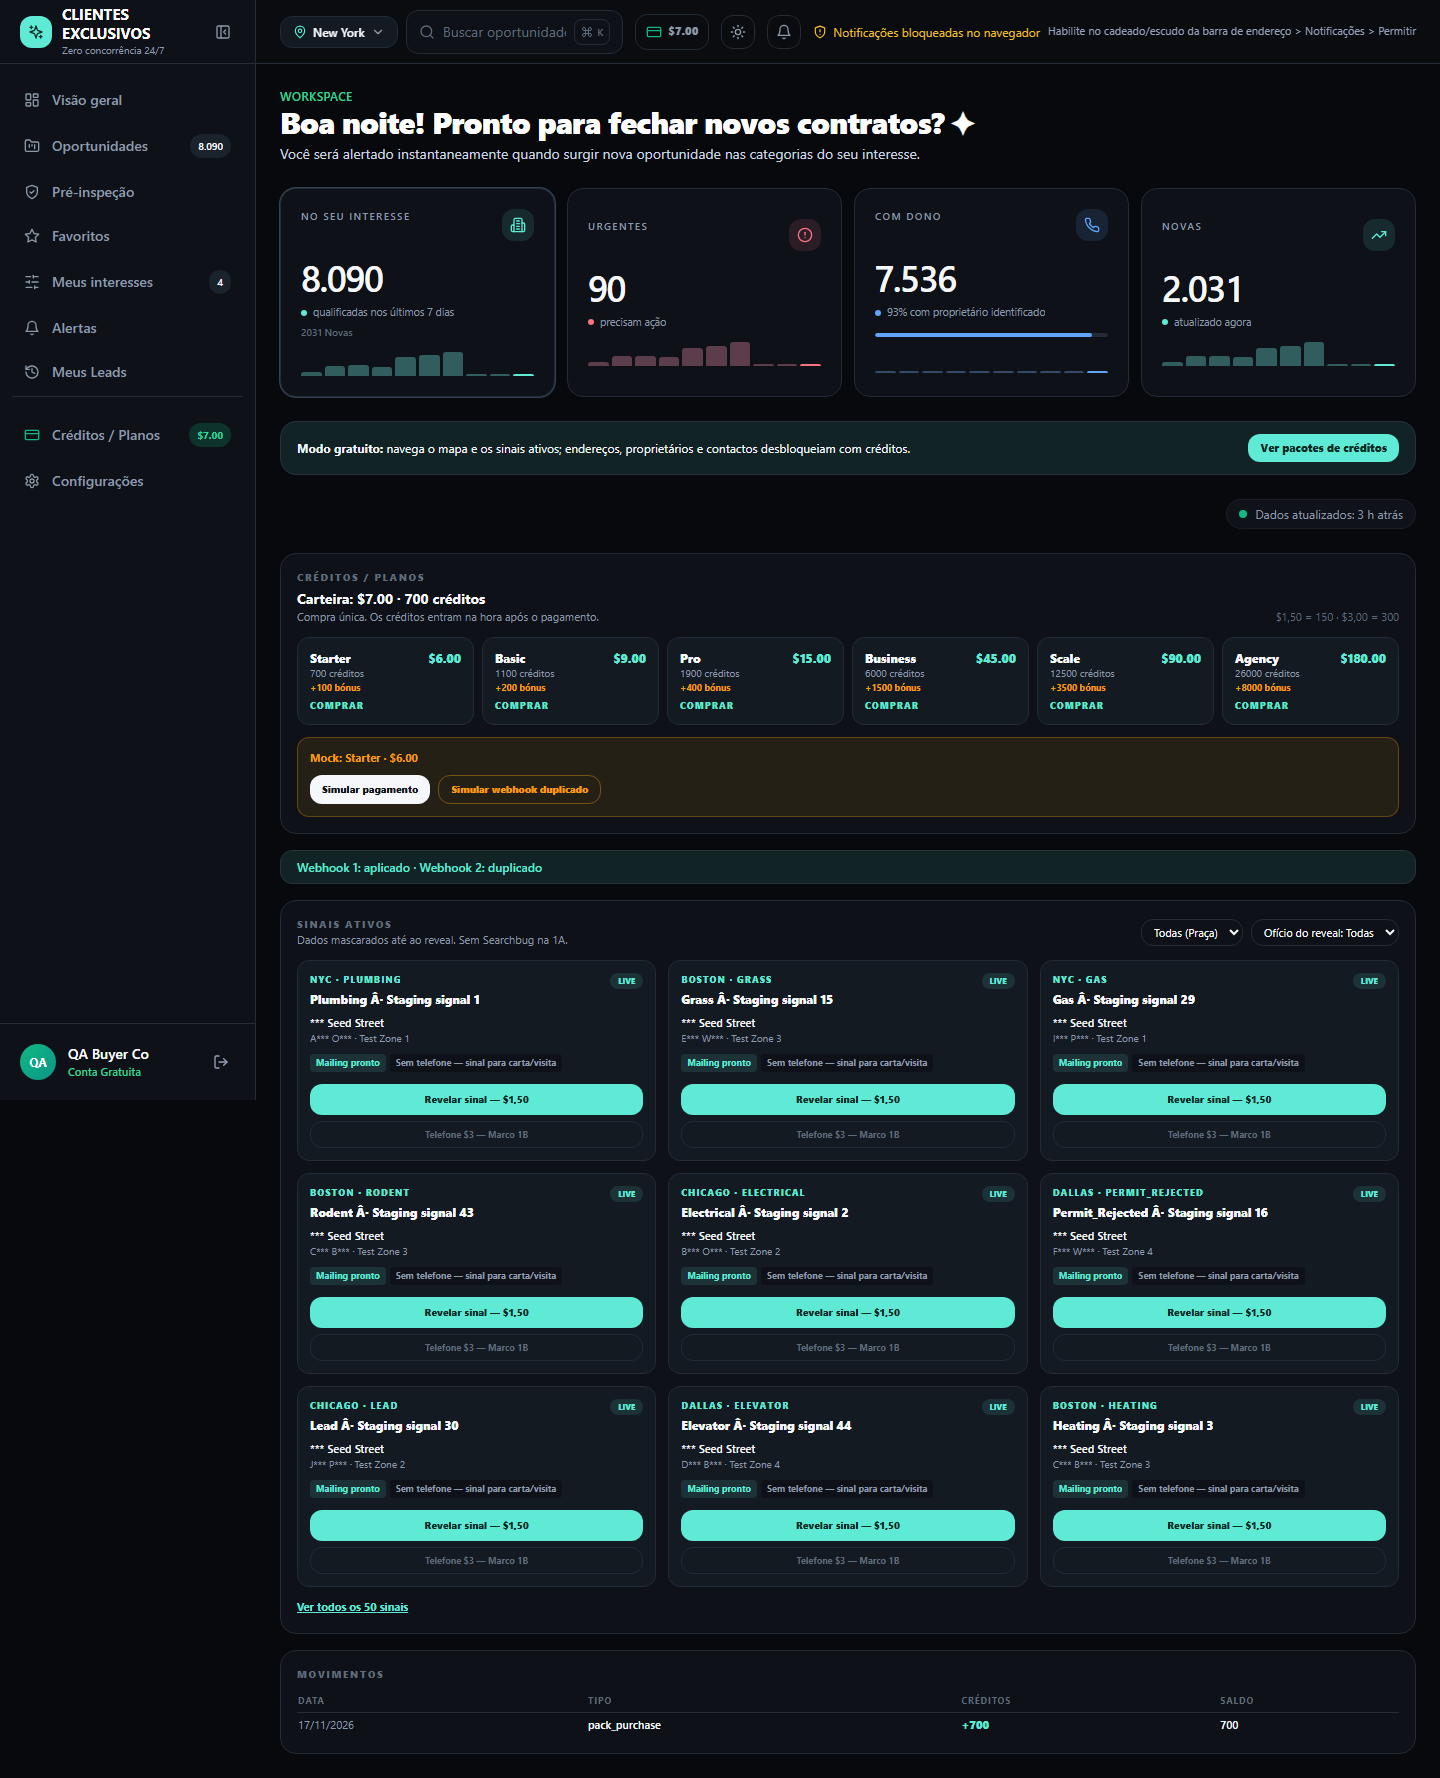 CLIENTES
EXCLUSIVOS
Zero concorrência 24/7
New York
Buscar oportunidad
⌘ K
$7.00
Notificações bloqueadas no navegador
Habilite no cadeado/escudo da barra de endereço > Notificações > Permitir
Visão geral
Oportunidades
8.090
Pré-inspeção
Favoritos
Meus interesses
4
Alertas
Meus Leads
Créditos / Planos
$7.00
Configurações
QA
QA Buyer Co
Conta Gratuita
WORKSPACE
Boa noite! Pronto para fechar novos contratos? ✦
Você será alertado instantaneamente quando surgir nova oportunidade nas categorias do seu interesse.
NO SEU INTERESSE
8.090
qualificadas nos últimos 7 dias
2031 Novas
URGENTES
90
precisam ação
COM DONO
7.536
93% com proprietário identificado
NOVAS
2.031
atualizado agora
Modo gratuito: navega o mapa e os sinais ativos; endereços, proprietários e contactos desbloqueiam com créditos.
Ver pacotes de créditos
Dados atualizados: 3 h atrás
CRÉDITOS / PLANOS
Carteira: $7.00 · 700 créditos
Compra única. Os créditos entram na hora após o pagamento.
$1,50 = 150 · $3,00 = 300
Starter $6.00
700 créditos
+100 bónus
COMPRAR
Basic $9.00
1100 créditos
+200 bónus
COMPRAR
Pro $15.00
1900 créditos
+400 bónus
COMPRAR
Business $45.00
6000 créditos
+1500 bónus
COMPRAR
Scale $90.00
12500 créditos
+3500 bónus
COMPRAR
Agency $180.00
26000 créditos
+8000 bónus
COMPRAR
Mock: Starter · $6.00
Simular pagamento
Simular webhook duplicado
Webhook 1: aplicado · Webhook 2: duplicado
SINAIS ATIVOS
Dados mascarados até ao reveal. Sem Searchbug na 1A.
Todas (Praça)
Ofício do reveal: Todas
NYC · PLUMBING
LIVE
Plumbing Â· Staging signal 1
*** Seed Street
A*** O*** · Test Zone 1
Mailing pronto
Sem telefone — sinal para carta/visita
Revelar sinal — $1,50
Telefone $3 — Marco 1B
BOSTON · GRASS
LIVE
Grass Â· Staging signal 15
*** Seed Street
E*** W*** · Test Zone 3
Mailing pronto
Sem telefone — sinal para carta/visita
Revelar sinal — $1,50
Telefone $3 — Marco 1B
NYC · GAS
LIVE
Gas Â· Staging signal 29
*** Seed Street
I*** P*** · Test Zone 1
Mailing pronto
Sem telefone — sinal para carta/visita
Revelar sinal — $1,50
Telefone $3 — Marco 1B
BOSTON · RODENT
LIVE
Rodent Â· Staging signal 43
*** Seed Street
C*** B*** · Test Zone 3
Mailing pronto
Sem telefone — sinal para carta/visita
Revelar sinal — $1,50
Telefone $3 — Marco 1B
CHICAGO · ELECTRICAL
LIVE
Electrical Â· Staging signal 2
*** Seed Street
B*** O*** · Test Zone 2
Mailing pronto
Sem telefone — sinal para carta/visita
Revelar sinal — $1,50
Telefone $3 — Marco 1B
DALLAS · PERMIT_REJECTED
LIVE
Permit_Rejected Â· Staging signal 16
*** Seed Street
F*** W*** · Test Zone 4
Mailing pronto
Sem telefone — sinal para carta/visita
Revelar sinal — $1,50
Telefone $3 — Marco 1B
CHICAGO · LEAD
LIVE
Lead Â· Staging signal 30
*** Seed Street
J*** P*** · Test Zone 2
Mailing pronto
Sem telefone — sinal para carta/visita
Revelar sinal — $1,50
Telefone $3 — Marco 1B
DALLAS · ELEVATOR
LIVE
Elevator Â· Staging signal 44
*** Seed Street
D*** B*** · Test Zone 4
Mailing pronto
Sem telefone — sinal para carta/visita
Revelar sinal — $1,50
Telefone $3 — Marco 1B
BOSTON · HEATING
LIVE
Heating Â· Staging signal 3
*** Seed Street
C*** B*** · Test Zone 3
Mailing pronto
Sem telefone — sinal para carta/visita
Revelar sinal — $1,50
Telefone $3 — Marco 1B
Ver todos os 50 sinais
MOVIMENTOS
DATA TIPO CRÉDITOS SALDO
17/11/2026 pack_purchase +700 700